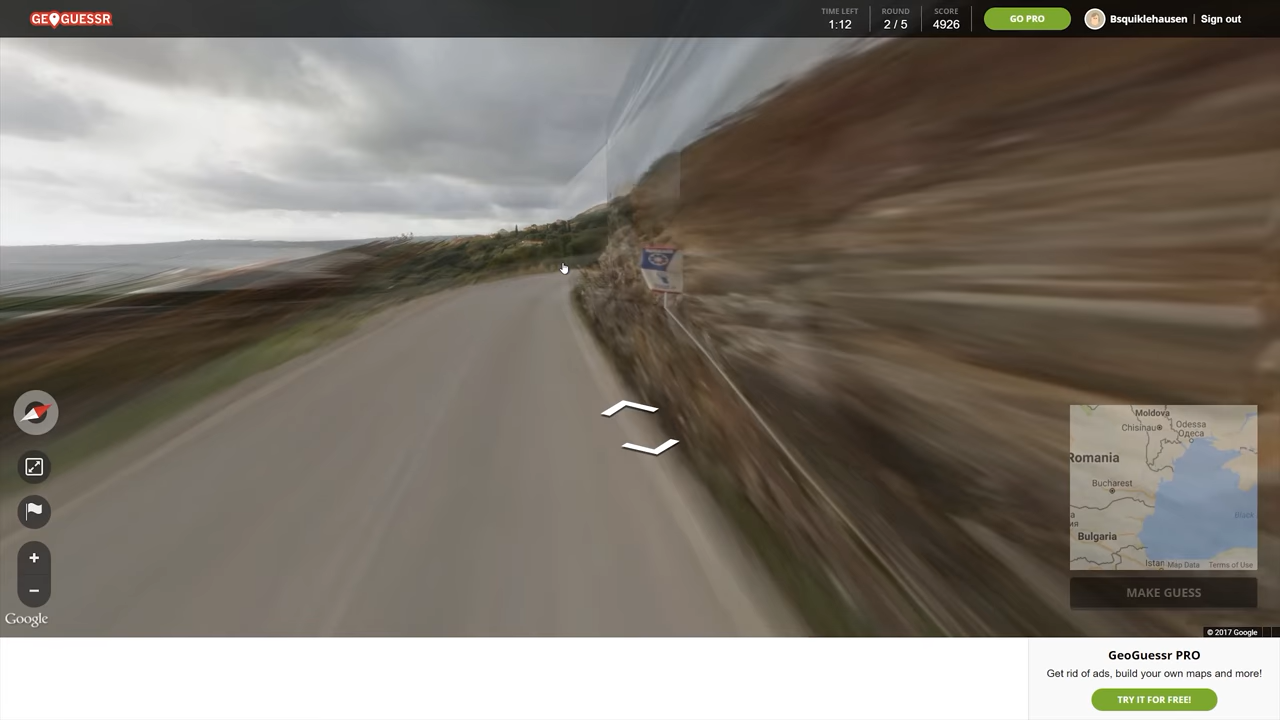 GEOGUESSR
TIME LEFT
1:12
ROUND
2 / 5
SCORE
4926
GO PRO
Bsquiklehausen | Sign out
Moldova
Chisinau
Odessa
Одеса
Romania
Bucharest
Black
Bulgaria
Istan
Map Data
Terms of Use
MAKE GUESS
Google
© 2017 Google
GeoGuessr PRO
Get rid of ads, build your own maps and more!
TRY IT FOR FREE!